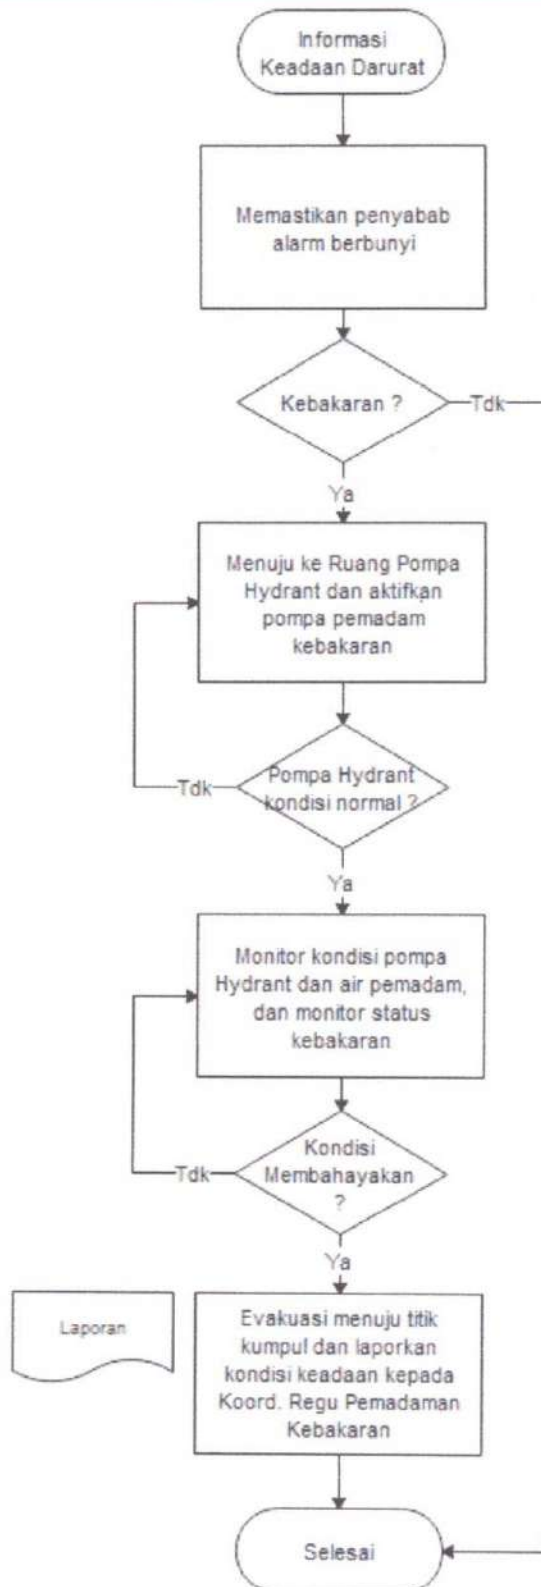 Informasi
Keadaan Darurat
Memastikan penyabab
alarm berbunyi
Kebakaran ?
Tdk
Ya
Menuju ke Ruang Pompa
Hydrant dan aktifkan
pompa pemadam
kebakaran
Pompa Hydrant
kondisi normal ?
Tdk
Ya
Monitor kondisi pompa
Hydrant dan air pemadam,
dan monitor status
kebakaran
Kondisi
Membahayakan
?
Tdk
Ya
Laporan
Evakuasi menuju titik
kumpul dan laporkan
kondisi keadaan kepada
Koord. Regu Pemadaman
Kebakaran
Selesai